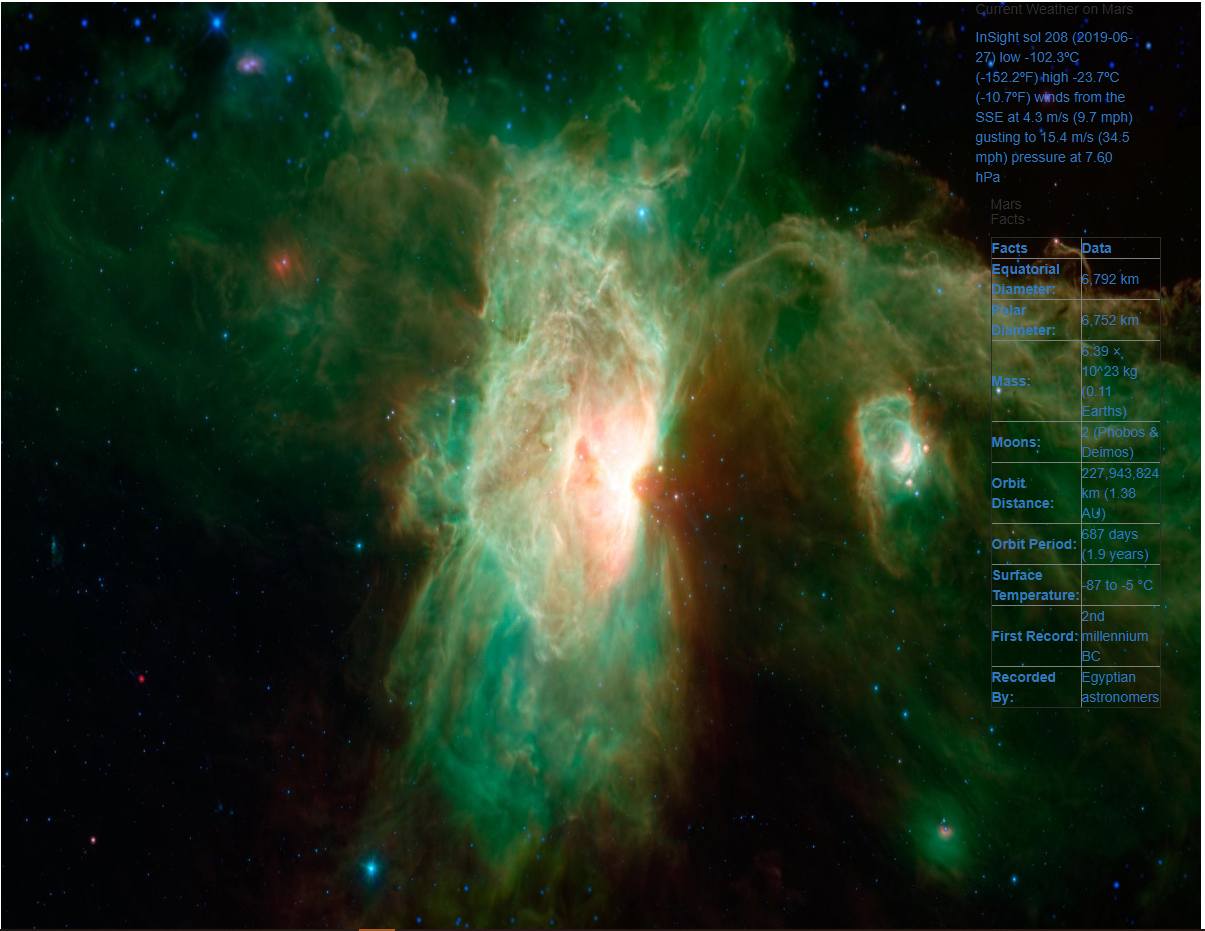 Current Weather on Mars
InSight sol 208 (2019-06-
27) low -102.3ºC
(-152.2ºF) high -23.7ºC
(-10.7ºF) winds from the
SSE at 4.3 m/s (9.7 mph)
gusting to 15.4 m/s (34.5
mph) pressure at 7.60
hPa
Mars
Facts
Facts Data
Equatorial
Diameter: 6,792 km
Polar
Diameter: 6,752 km
Mass: 6.39 ×
10^23 kg
(0.11
Earths)
Moons: 2 (Phobos &
Deimos)
Orbit
Distance: 227,943,824
km (1.38
AU)
Orbit Period: 687 days
(1.9 years)
Surface
Temperature: -87 to -5 °C
First Record: 2nd
millennium
BC
Recorded
By: Egyptian
astronomers